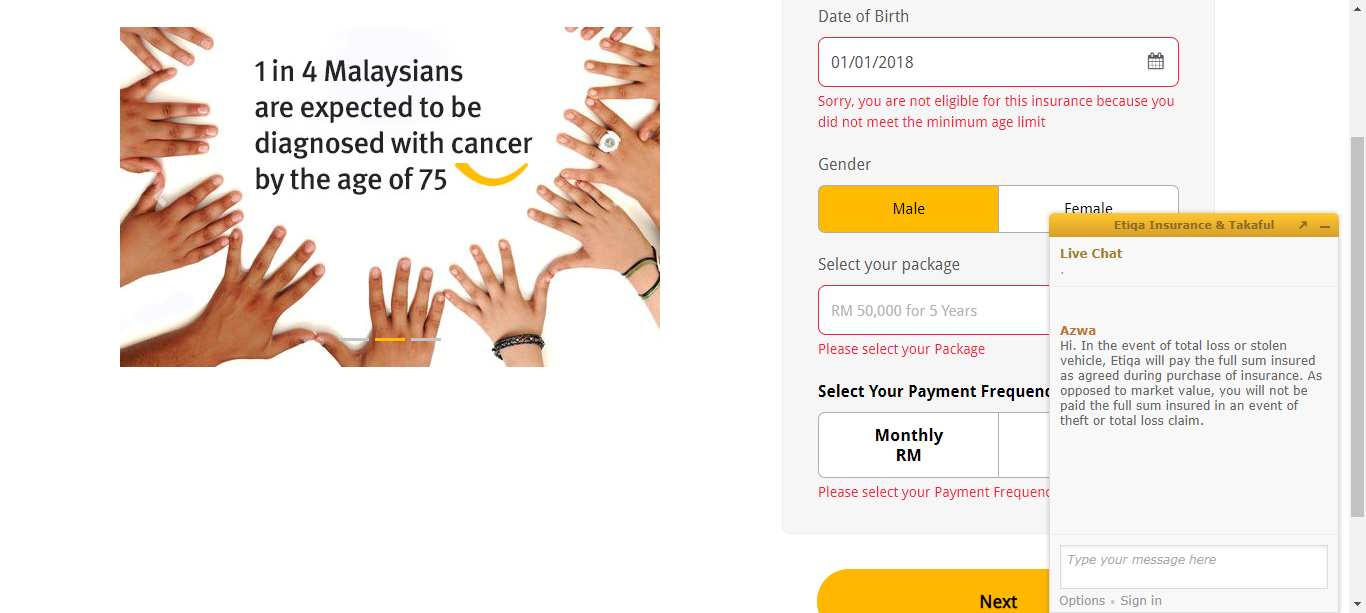 1 in 4 Malaysians
are expected to be
diagnosed with cancer
by the age of 75
Date of Birth
01/01/2018
Sorry, you are not eligible for this insurance because you
did not meet the minimum age limit
Gender
Male
Female
Select your package
RM 50,000 for 5 Years
Please select your Package
Select Your Payment Frequenc
Monthly
RM
Please select your Payment Frequenc
Next
Etiqa Insurance & Takaful
Live Chat
.
Azwa
Hi. In the event of total loss or stolen
vehicle, Etiqa will pay the full sum insured
as agreed during purchase of insurance. As
opposed to market value, you will not be
paid the full sum insured in an event of
theft or total loss claim.
Type your message here
Options • Sign in